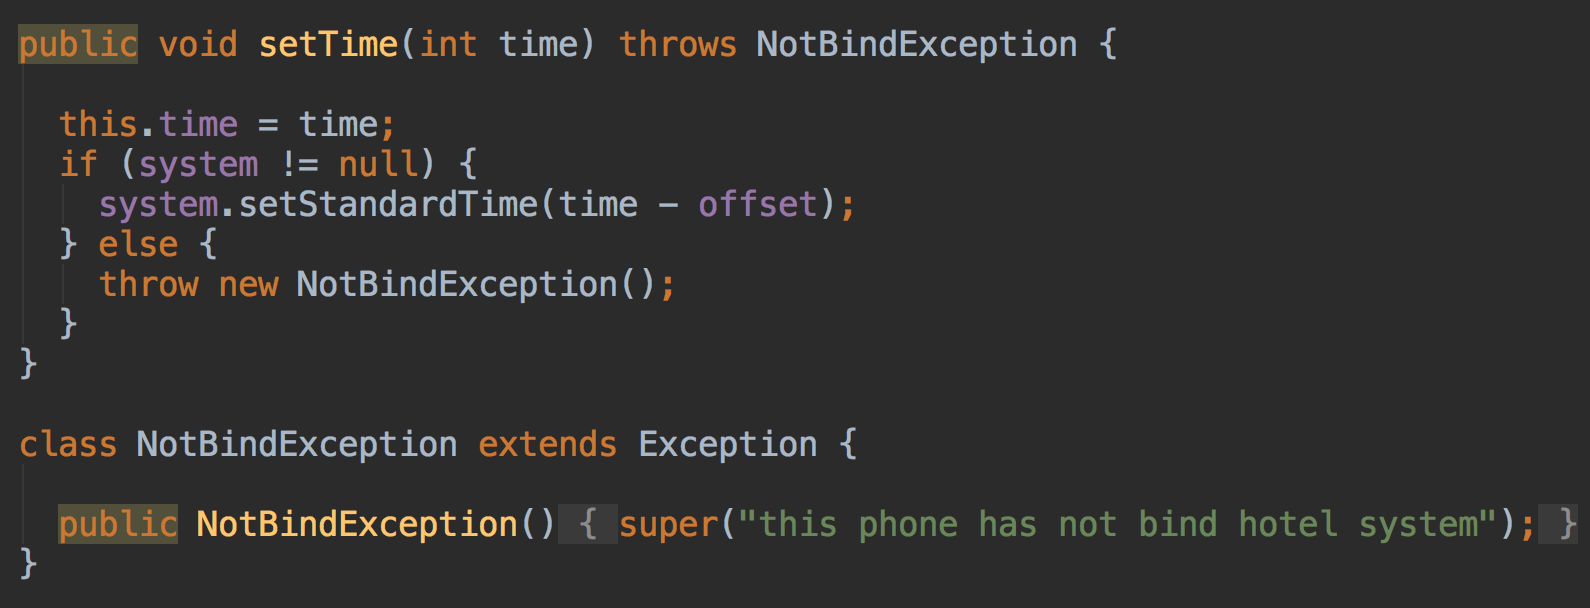 public void setTime(int time) throws NotBindException {
this.time = time;
if (system != null) {
system.setStandardTime(time - offset);
} else {
throw new NotBindException();
}
}
class NotBindException extends Exception {
public NotBindException() { super("this phone has not bind hotel system"); }
}